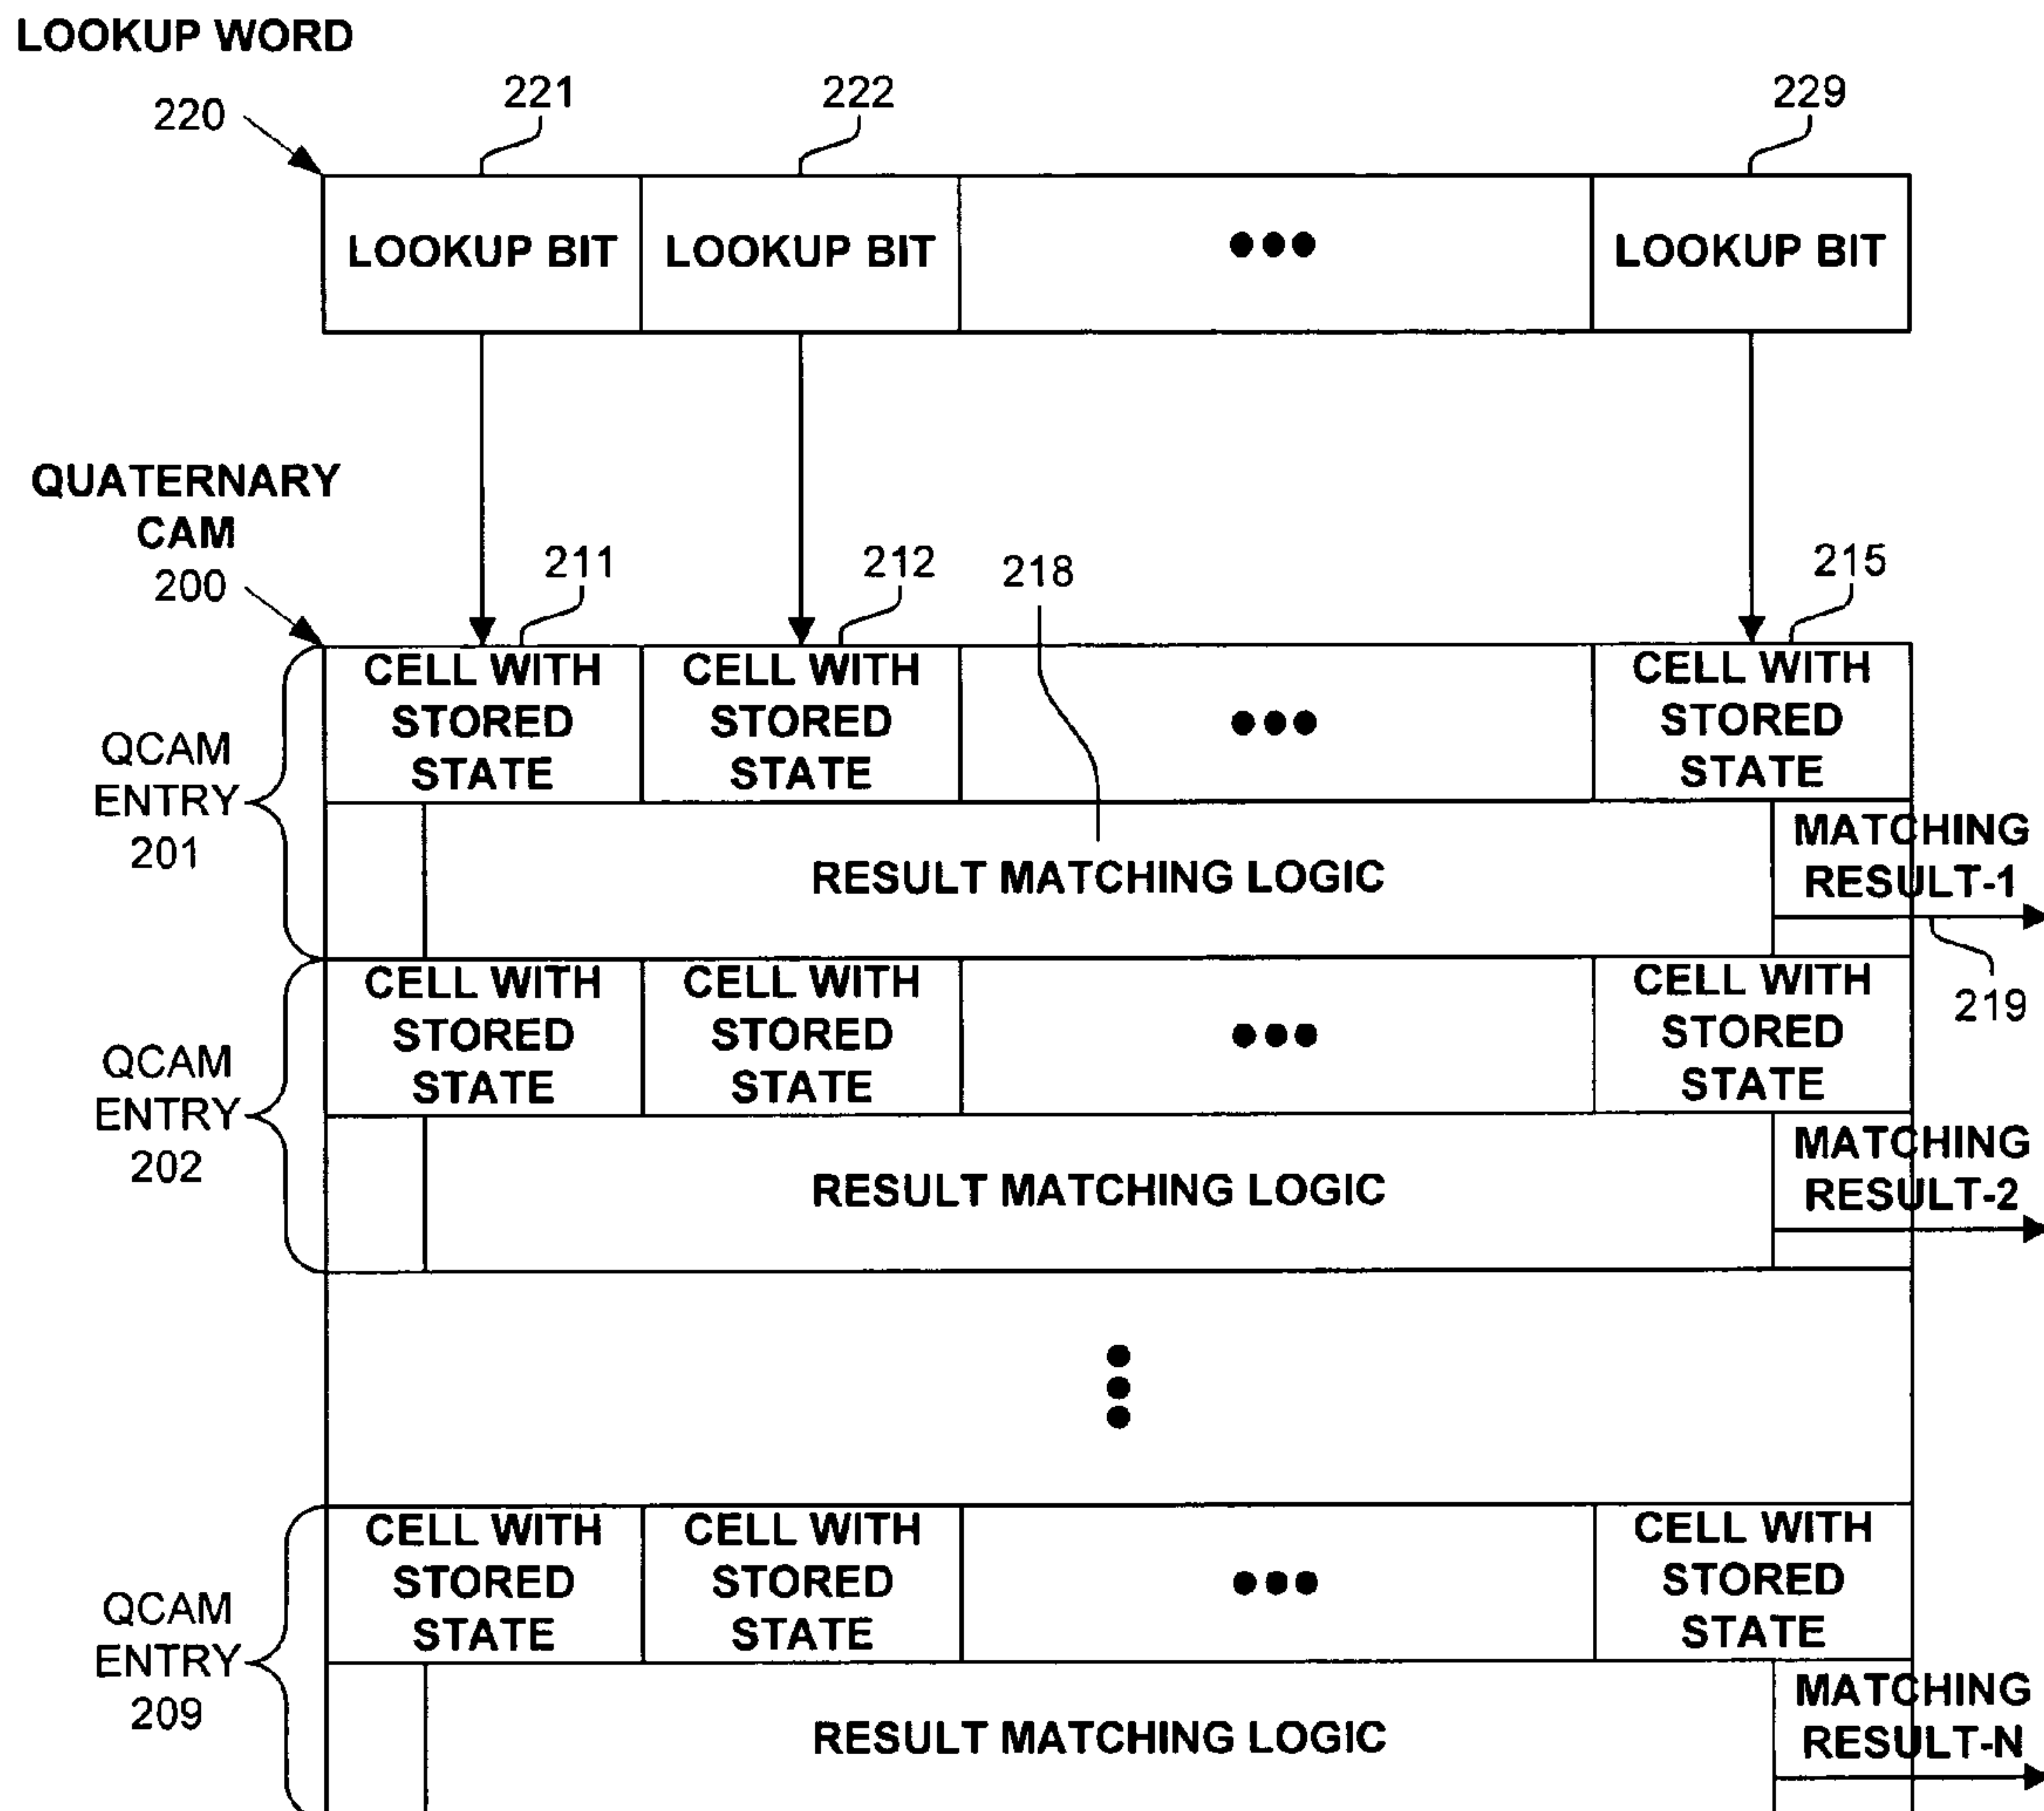 LOOKUP WORD
220
221
222
229
LOOKUP BIT
LOOKUP BIT
LOOKUP BIT
QUATERNARY
CAM
200
211
212
218
215
QCAM
ENTRY
201
CELL WITH
STORED
STATE
CELL WITH
STORED
STATE
CELL WITH
STORED
STATE
RESULT MATCHING LOGIC
MATCHING
RESULT-1
219
QCAM
ENTRY
202
CELL WITH
STORED
STATE
CELL WITH
STORED
STATE
CELL WITH
STORED
STATE
RESULT MATCHING LOGIC
MATCHING
RESULT-2
QCAM
ENTRY
209
CELL WITH
STORED
STATE
CELL WITH
STORED
STATE
CELL WITH
STORED
STATE
RESULT MATCHING LOGIC
MATCHING
RESULT-N